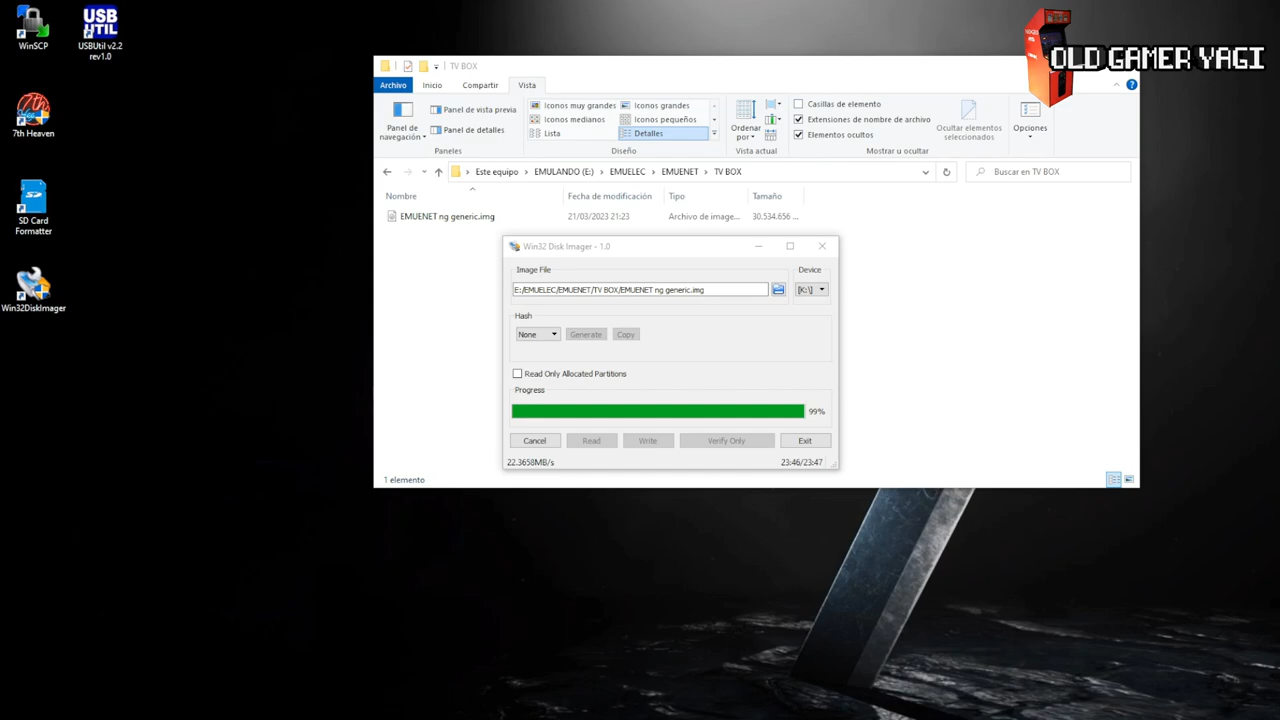 WinSCP
USB
UTIL
USBUtil v2.2
rev1.0
7th
7th Heaven
SD
SD Card
Formatter
Win32DiskImager
OLD GAMER YAGI
TV BOX
Archivo Inicio Compartir Vista
Panel de navegación
Panel de vista previa
Panel de detalles
Paneles
Iconos muy grandes Iconos grandes
Iconos medianos Iconos pequeños
Lista Detalles
Diseño
Ordenar por
Vista actual
Casillas de elemento
Extensiones de nombre de archivo
Elementos ocultos
Ocultar elementos seleccionados
Mostrar u ocultar
Opciones
Este equipo > EMULANDO (E:) > EMUELEC > EMUENET > TV BOX
Buscar en TV BOX
Nombre Fecha de modificación Tipo Tamaño
EMUENET ng generic.img 21/03/2023 21:23 Archivo de image... 30.534.656 ...
Win32 Disk Imager - 1.0
Image File Device
E:/EMUELEC/EMUENET/TV BOX/EMUENET ng generic.img [K:\]
Hash
None Generate Copy
Read Only Allocated Partitions
Progress
99%
Cancel Read Write Verify Only Exit
22.3658MB/s 23:46/23:47
1 elemento